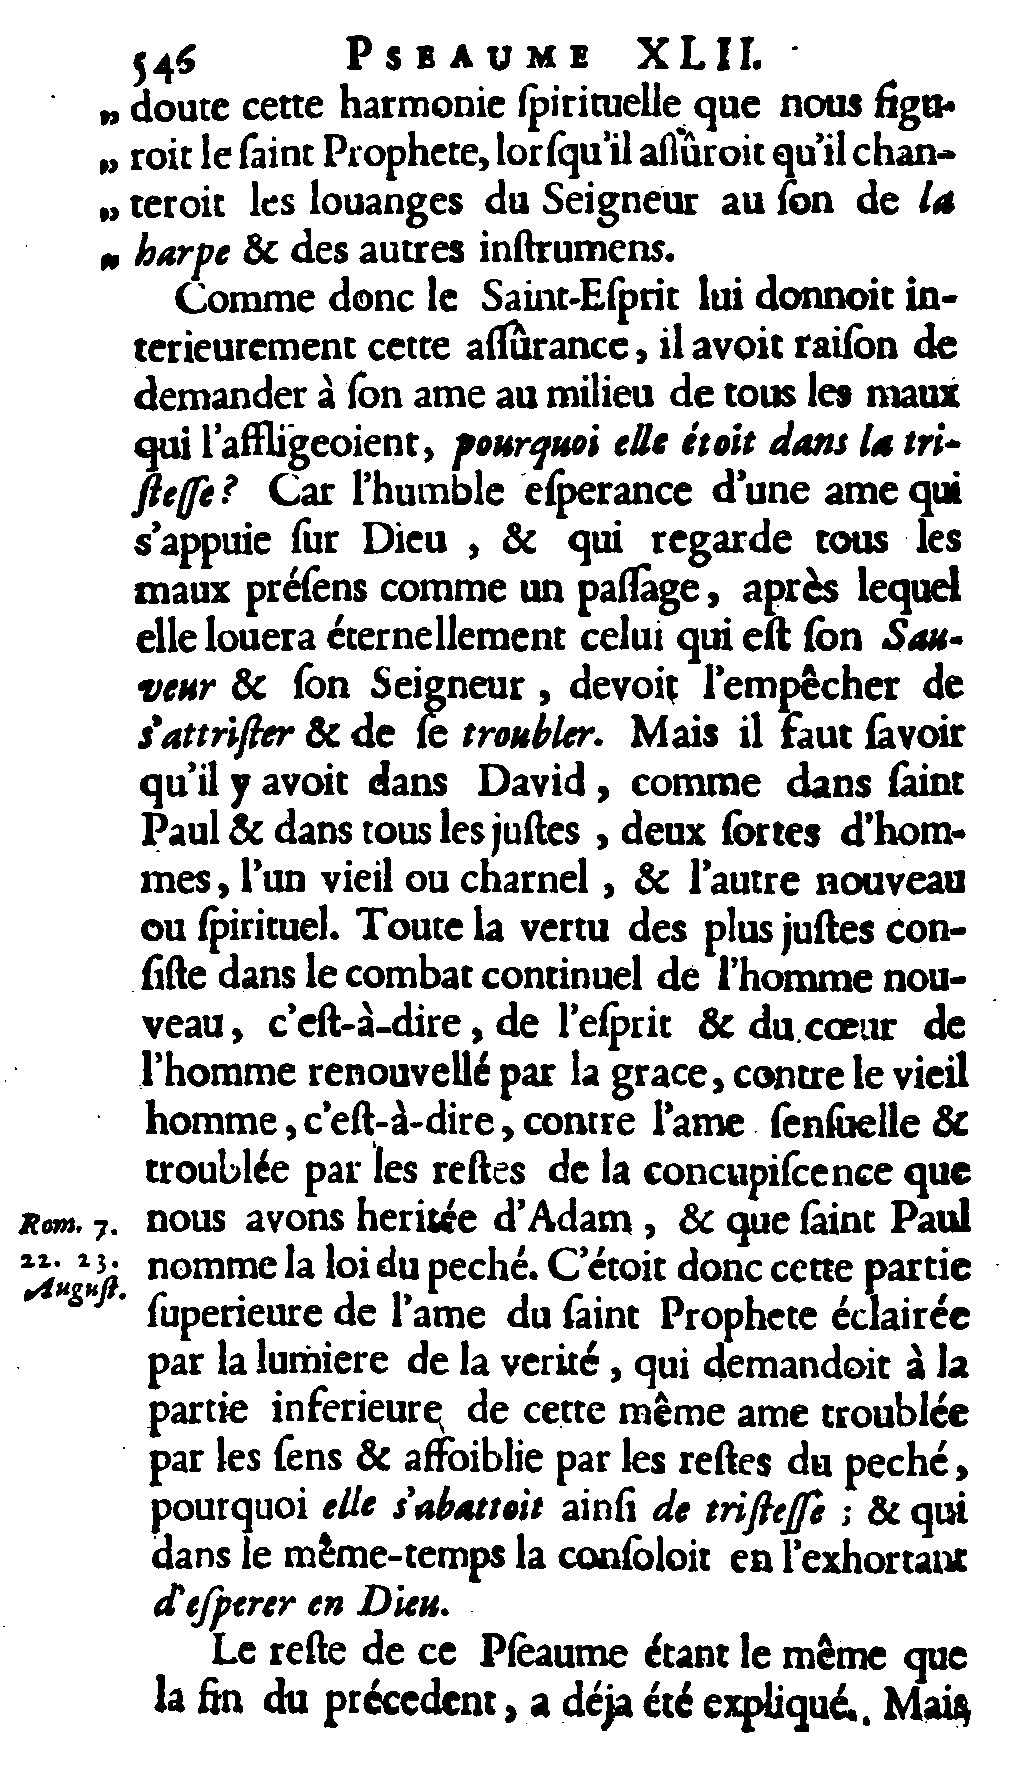 546 PSEAUME XLII.
„ doute cette harmonie ſpirituelle que nous figu-
„ roit le ſaint Prophete, lorſqu'il aſſûroit qu'il chan-
„ teroit les louanges du Seigneur au ſon de la
„ harpe & des autres inſtrumens.
Comme donc le Saint-Eſprit lui donnoit in-
terieurement cette aſſûrance, il avoit raiſon de
demander à ſon ame au milieu de tous les maux
qui l'affligeoient, pourquoi elle étoit dans la tri-
ſteſſe? Car l'humble eſperance d'une ame qui
s'appuie ſur Dieu, & qui regarde tous les
maux préſens comme un paſſage, après lequel
elle louera éternellement celui qui eſt ſon Sau-
veur & ſon Seigneur, devoit l'empêcher de
s'attriſter & de ſe troubler. Mais il faut ſavoir
qu'il y avoit dans David, comme dans ſaint
Paul & dans tous les juſtes, deux ſortes d'hom-
mes, l'un vieil ou charnel, & l'autre nouveau
ou ſpirituel. Toute la vertu des plus juſtes con-
ſiſte dans le combat continuel de l'homme nou-
veau, c'eſt-à-dire, de l'eſprit & du cœur de
l'homme renouvellé par la grace, contre le vieil
homme, c'eſt-à-dire, contre l'ame ſenſuelle &
troublée par les reſtes de la concupiſcence que
nous avons heritée d'Adam, & que ſaint Paul
nomme la loi du peché. C'étoit donc cette partie
ſuperieure de l'ame du ſaint Prophete éclairée
par la lumiere de la verité, qui demandoit à la
partie inferieure de cette même ame troublée
par les ſens & affoiblie par les reſtes du peché,
pourquoi elle s'abattoit ainſi de triſteſſe; & qui
dans le même-temps la conſoloit en l'exhortant
d'eſperer en Dieu.
Le reſte de ce Pſeaume étant le même que
la fin du précedent, a déja été expliqué. Mais
Rom. 7.
22. 23.
Auguſt.